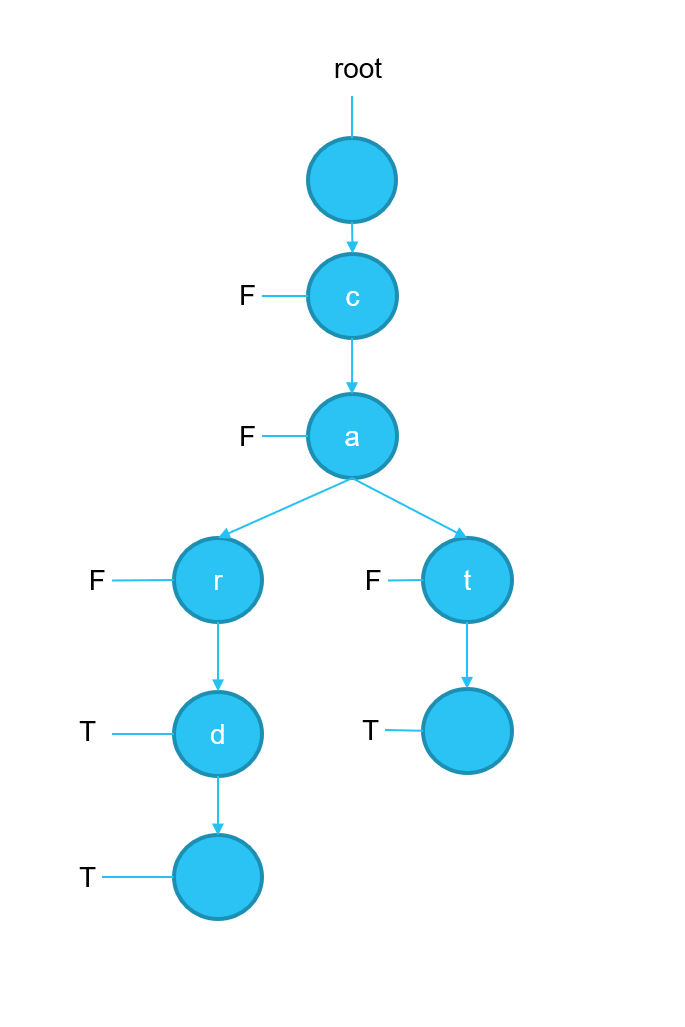 root
F c
F a
F r F t
T d T
T